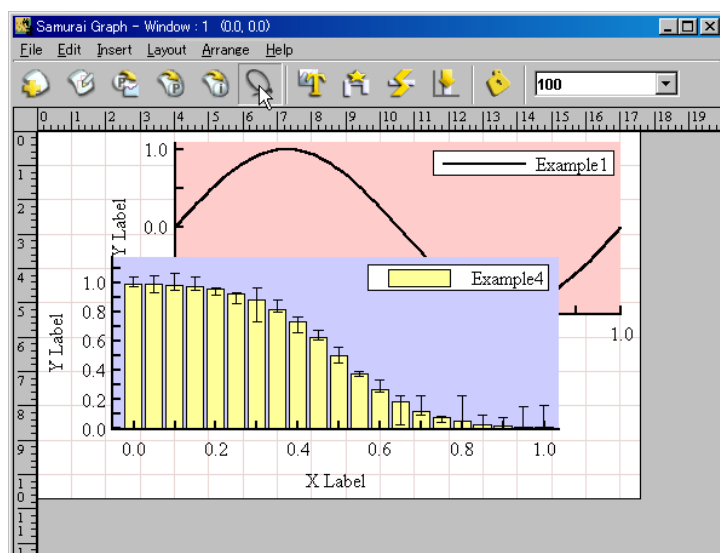 Samurai Graph - Window : 1 (0.0, 0.0)
File Edit Insert Layout Arrange Help
100
0 1 2 3 4 5 6 7 8 9 10 11 12 13 14 15 16 17 18 19
0
1
2
3
4
5
6
7
8
9
10
11
1.0
0.0
Y Label
Example1
1.0
Example4
1.0
0.8
0.6
0.4
0.2
0.0
Y Label
0.0 0.2 0.4 0.6 0.8 1.0
X Label